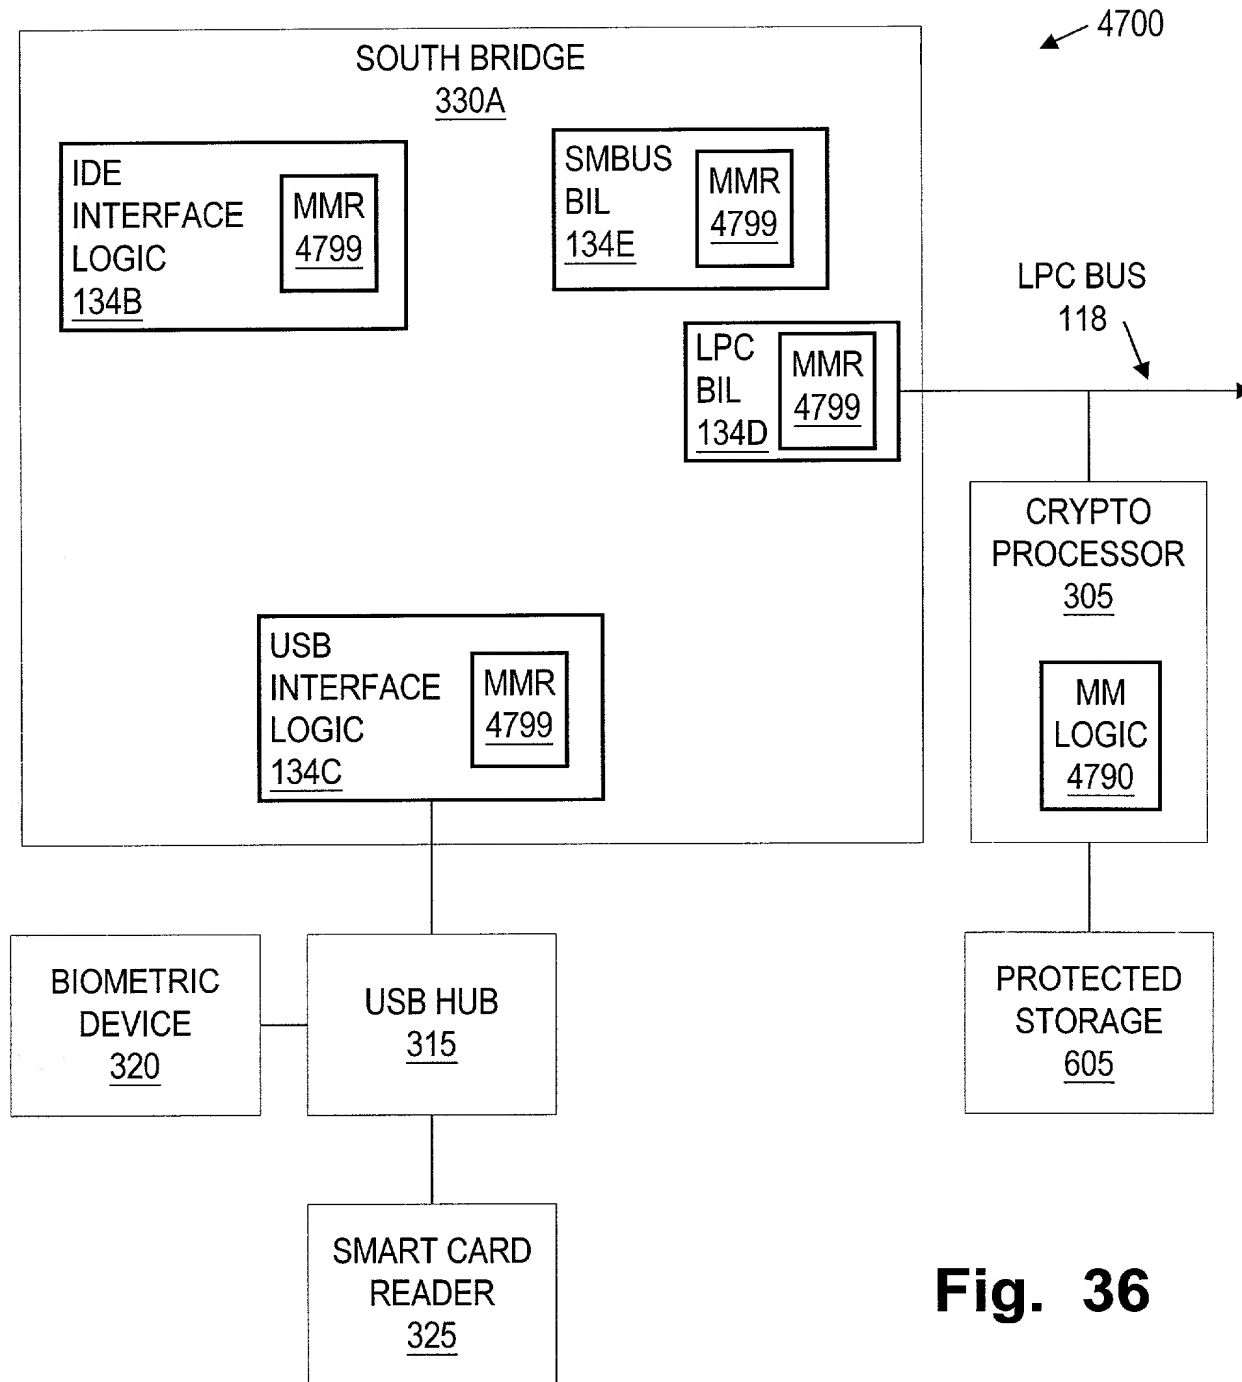 4700
SOUTH BRIDGE
330A
IDE
INTERFACE
LOGIC
134B
MMR
4799
SMBUS
BIL
134E
MMR
4799
LPC BUS
118
LPC
BIL
134D
MMR
4799
CRYPTO
PROCESSOR
305
MM
LOGIC
4790
USB
INTERFACE
LOGIC
134C
MMR
4799
BIOMETRIC
DEVICE
320
USB HUB
315
PROTECTED
STORAGE
605
SMART CARD
READER
325
Fig. 36